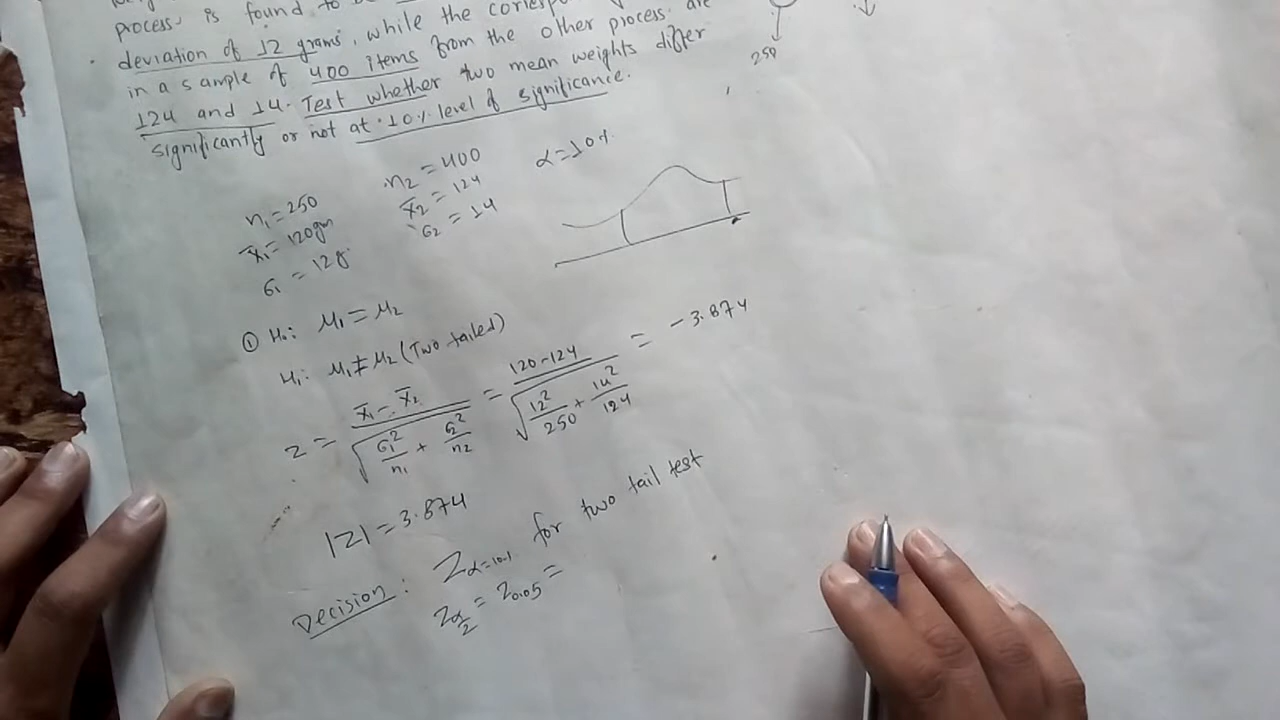 process is found to be
deviation of 12 grams, while the corresp
in a sample of 400 items from the other process are
124 and 14. Test whether two mean weights differ
significantly or not at 10% level of significance.
250
n₁ = 250
x̄₁ = 120gm
σ₁ = 12g
n₂ = 400
x̄₂ = 124
σ₂ = 14
α = 10%
① H₀: μ₁ = μ₂
H₁: μ₁ ≠ μ₂ (Two tailed)
z = (x̄₁ - x̄₂) / √(σ₁²/n₁ + σ₂²/n₂) = (120-124) / √(12²/250 + 14²/124) = -3.874
|Z| = 3.874
Decision: Zα=10% for two tail test
Zα/2 = Z0.05 =